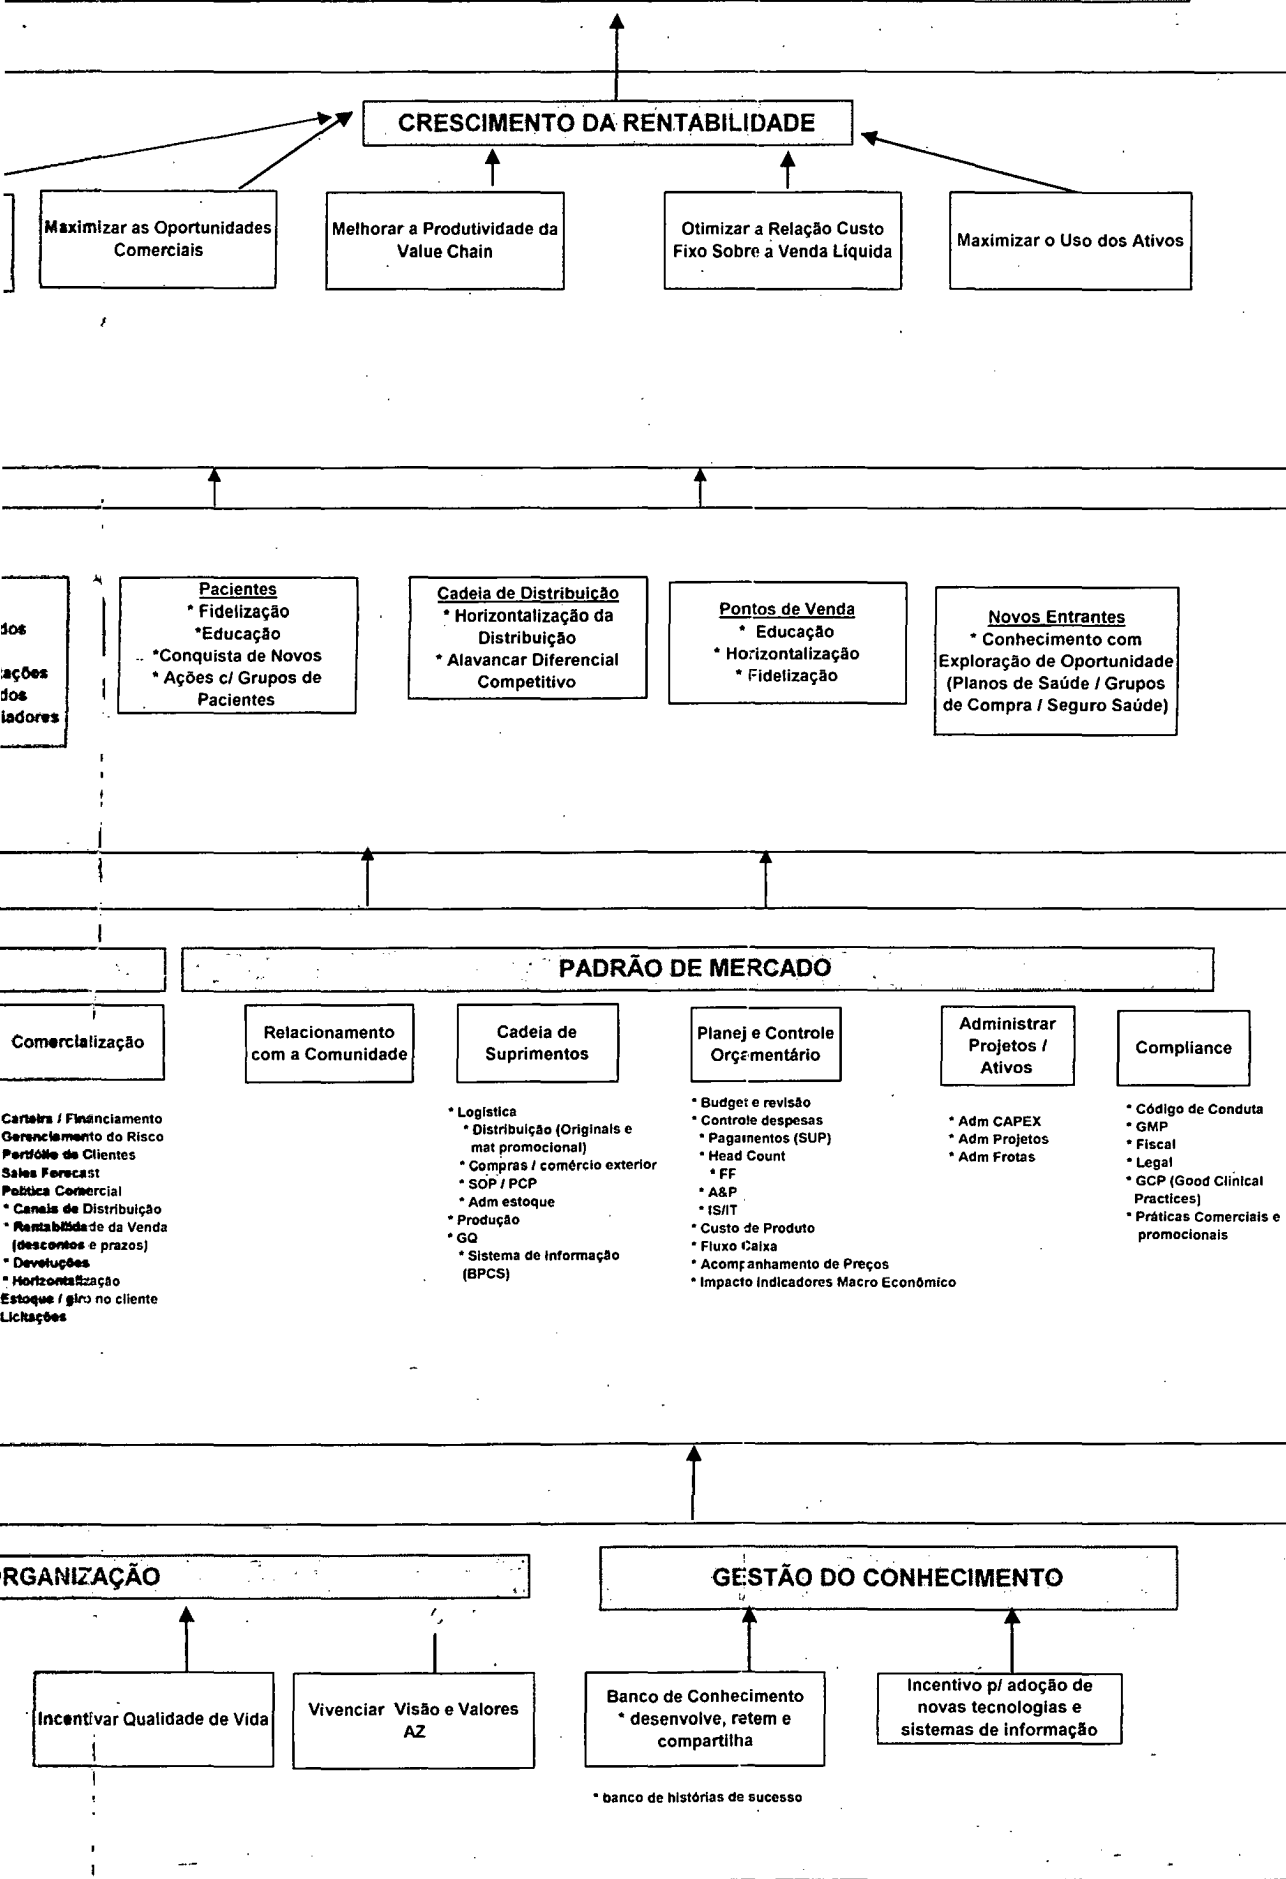 CRESCIMENTO DA RENTABILIDADE
Maximizar as Oportunidades
Comerciais
Melhorar a Produtividade da
Value Chain
Otimizar a Relação Custo
Fixo Sobre a Venda Líquida
Maximizar o Uso dos Ativos
dos
ações
dos
iadores
Pacientes
* Fidelização
*Educação
*Conquista de Novos
* Ações c/ Grupos de
Pacientes
Cadeia de Distribuição
* Horizontalização da
Distribuição
* Alavancar Diferencial
Competitivo
Pontos de Venda
* Educação
* Horizontalização
* Fidelização
Novos Entrantes
* Conhecimento com
Exploração de Oportunidade
(Planos de Saúde / Grupos
de Compra / Seguro Saúde)
PADRÃO DE MERCADO
Comercialização
Carteira / Financiamento
Gerenciamento do Risco
Portfólio de Clientes
Sales Forecast
Política Comercial
* Canais de Distribuição
* Rentabilidade da Venda
(descontos e prazos)
* Devoluções
* Horizontalização
Estoque / giro no cliente
Licitações
Relacionamento
com a Comunidade
Cadeia de
Suprimentos
* Logística
* Distribuição (Originais e
mat promocional)
* Compras / comércio exterior
* SOP / PCP
* Adm estoque
* Produção
* GQ
* Sistema de Informação
(BPCS)
Planej e Controle
Orçamentário
* Budget e revisão
* Controle despesas
* Pagamentos (SUP)
* Head Count
* FF
* A&P
* IS/IT
* Custo de Produto
* Fluxo Caixa
* Acompanhamento de Preços
* Impacto Indicadores Macro Econômico
Administrar
Projetos /
Ativos
* Adm CAPEX
* Adm Projetos
* Adm Frotas
Compliance
* Código de Conduta
* GMP
* Fiscal
* Legal
* GCP (Good Clinical
Practices)
* Práticas Comerciais e
promocionais
RGANIZAÇÃO
Incentivar Qualidade de Vida
Vivenciar Visão e Valores
AZ
GESTÃO DO CONHECIMENTO
Banco de Conhecimento
* desenvolve, retem e
compartilha
* banco de histórias de sucesso
Incentivo p/ adoção de
novas tecnologias e
sistemas de informação